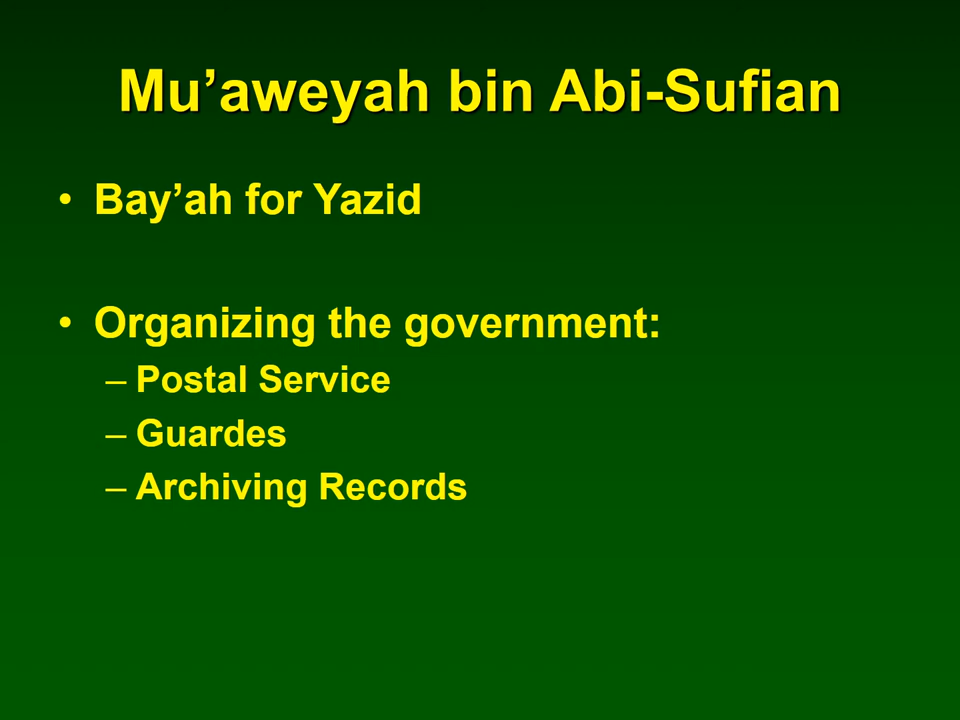 Mu’aweyah bin Abi-Sufian
• Bay’ah for Yazid
• Organizing the government:
– Postal Service
– Guardes
– Archiving Records